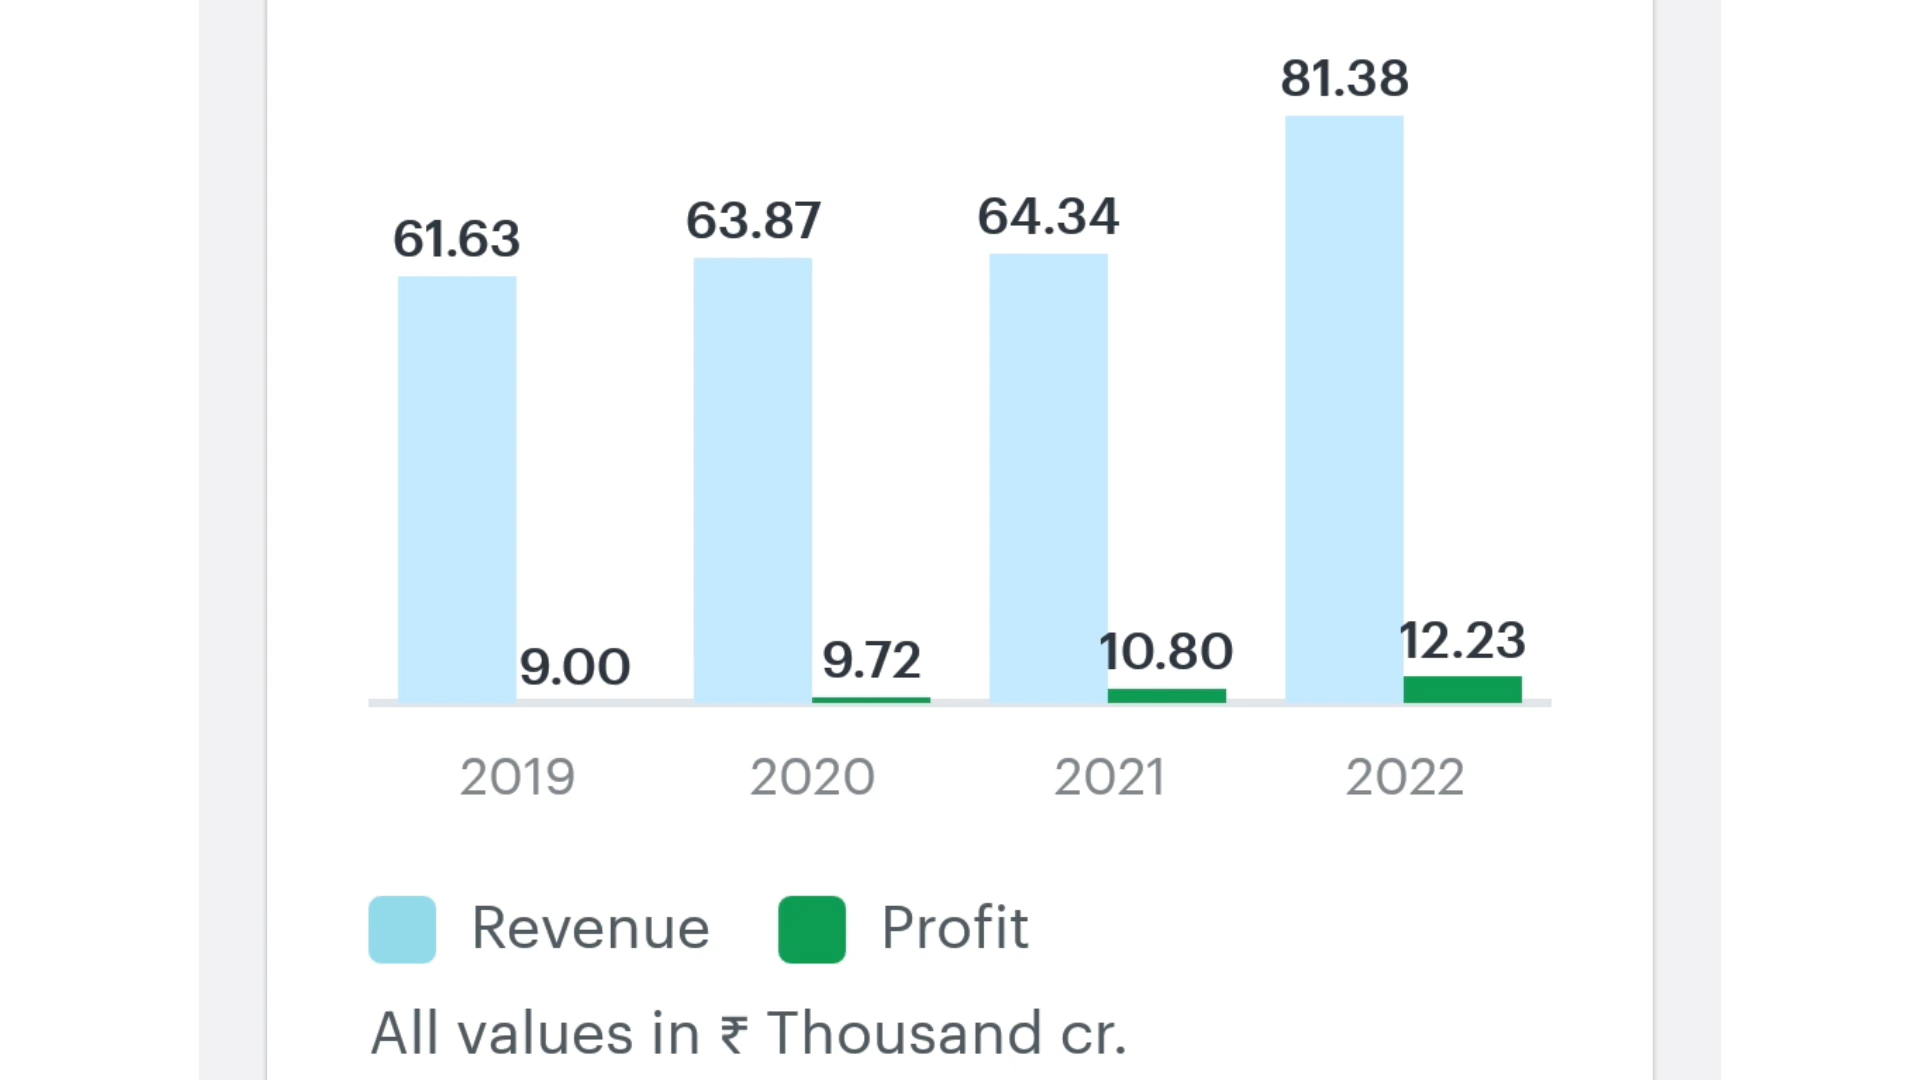 81.38
61.63 63.87 64.34
9.00 9.72 10.80 12.23
2019 2020 2021 2022
Revenue Profit
All values in ₹ Thousand cr.